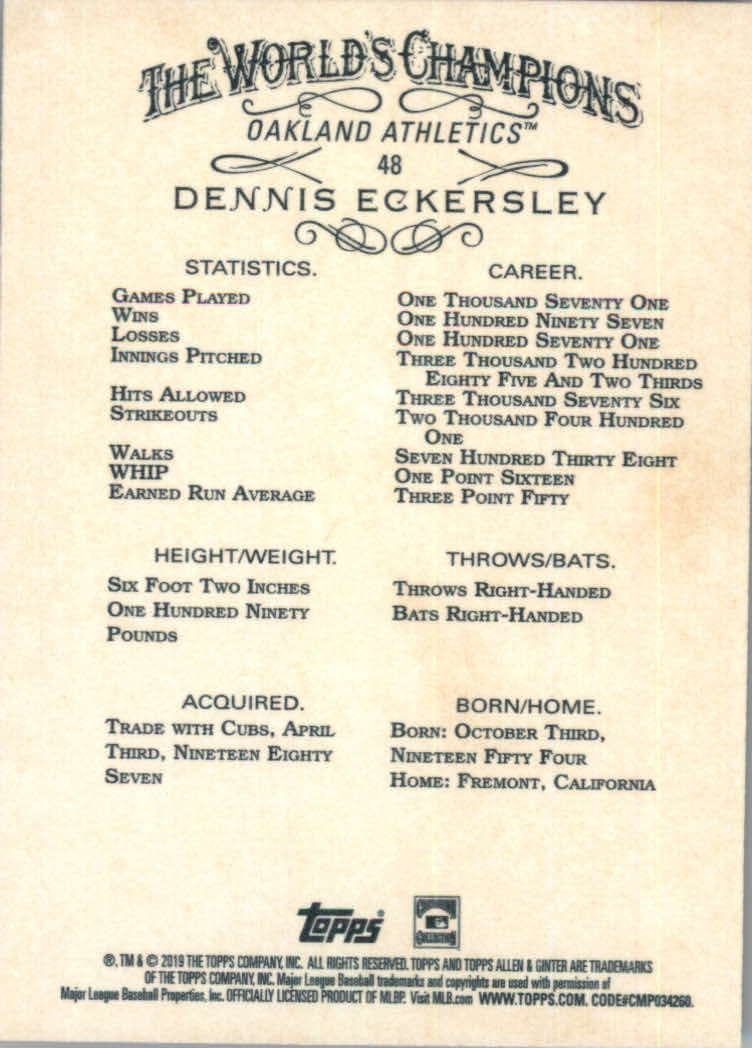 THE WORLD'S CHAMPIONS
OAKLAND ATHLETICS™
48
DENNIS ECKERSLEY
STATISTICS.
GAMES PLAYED
WINS
LOSSES
INNINGS PITCHED
HITS ALLOWED
STRIKEOUTS
WALKS
WHIP
EARNED RUN AVERAGE
CAREER.
ONE THOUSAND SEVENTY ONE
ONE HUNDRED NINETY SEVEN
ONE HUNDRED SEVENTY ONE
THREE THOUSAND TWO HUNDRED
EIGHTY FIVE AND TWO THIRDS
THREE THOUSAND SEVENTY SIX
TWO THOUSAND FOUR HUNDRED
ONE
SEVEN HUNDRED THIRTY EIGHT
ONE POINT SIXTEEN
THREE POINT FIFTY
HEIGHT/WEIGHT.
SIX FOOT TWO INCHES
ONE HUNDRED NINETY
POUNDS
THROWS/BATS.
THROWS RIGHT-HANDED
BATS RIGHT-HANDED
ACQUIRED.
TRADE WITH CUBS, APRIL
THIRD, NINETEEN EIGHTY
SEVEN
BORN/HOME.
BORN: OCTOBER THIRD,
NINETEEN FIFTY FOUR
HOME: FREMONT, CALIFORNIA
topps®
COLLECTION
®, TM & © 2019 THE TOPPS COMPANY, INC. ALL RIGHTS RESERVED. TOPPS AND TOPPS ALLEN & GINTER ARE TRADEMARKS
OF THE TOPPS COMPANY, INC. Major League Baseball trademarks and copyrights are used with permission of
Major League Baseball Properties, Inc. OFFICIALLY LICENSED PRODUCT OF MLBP. Visit MLB.com WWW.TOPPS.COM. CODE#CMP034260.